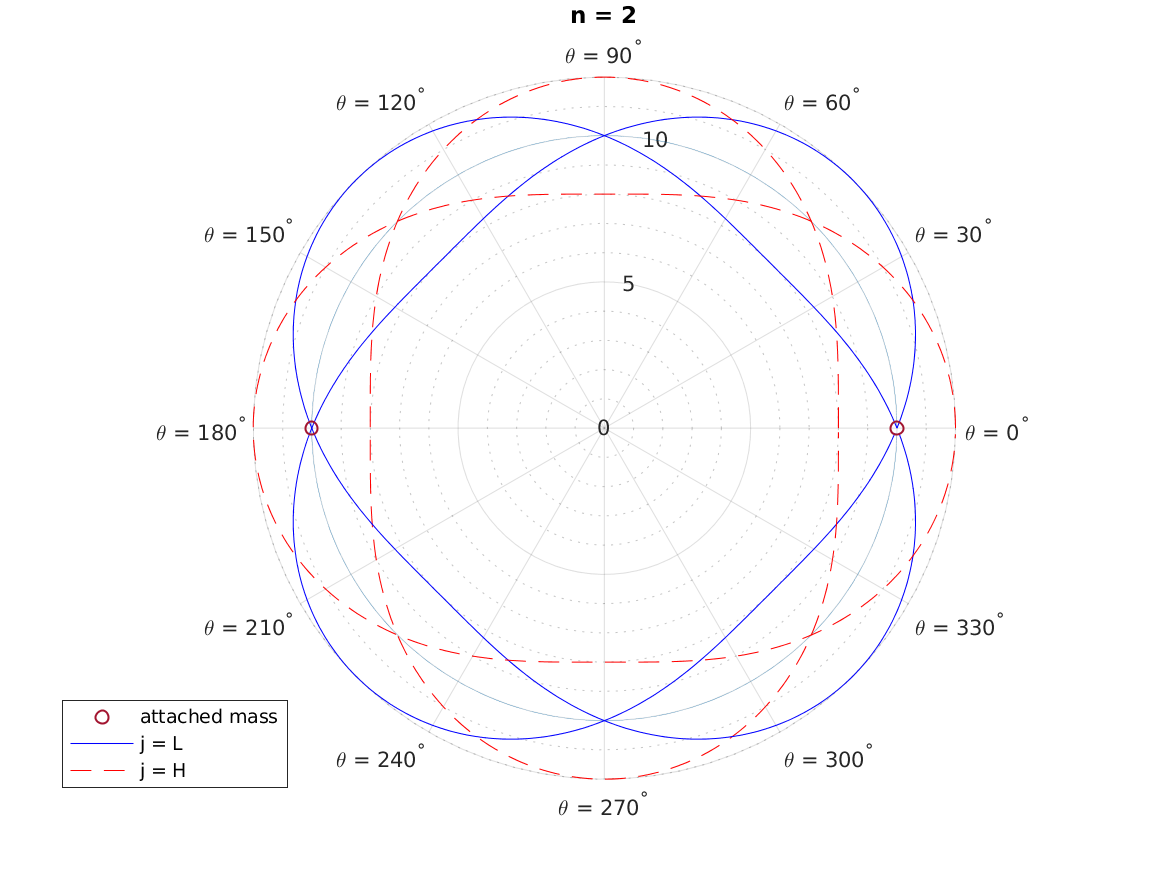 n = 2
θ = 90°
θ = 120°
θ = 60°
10
θ = 150°
θ = 30°
5
θ = 180°
0
θ = 0°
θ = 210°
θ = 330°
θ = 240°
θ = 300°
θ = 270°
attached mass
j = L
j = H